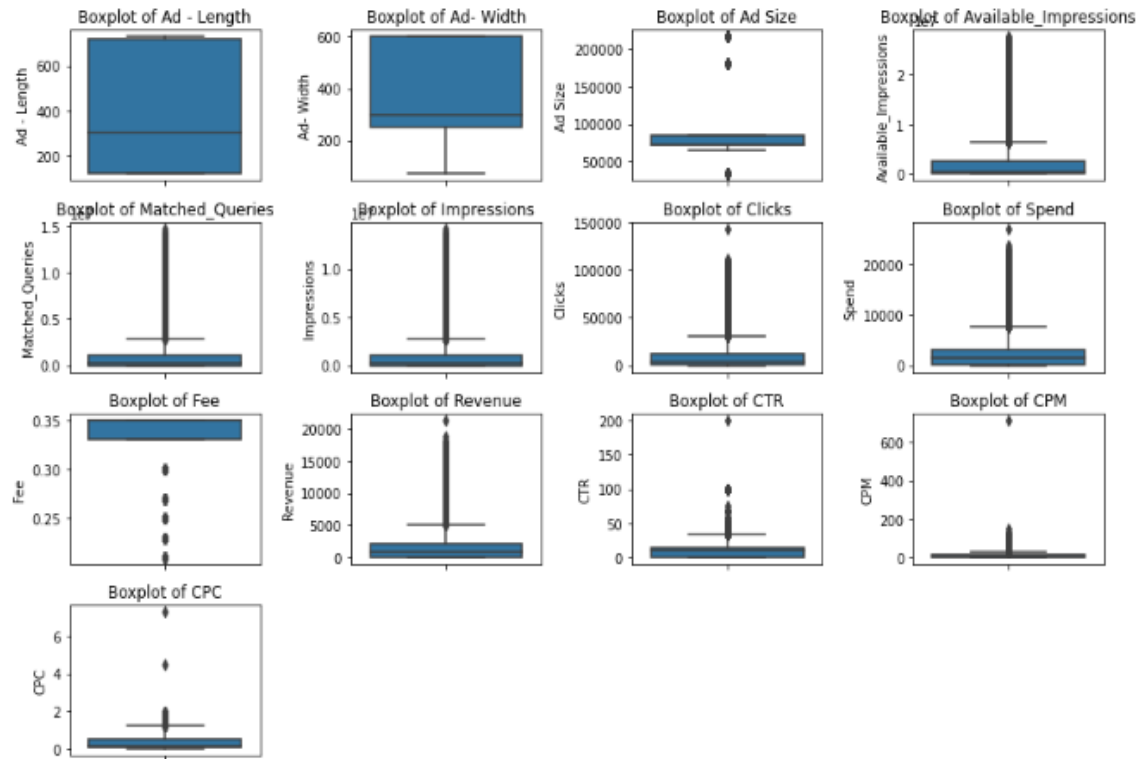 Boxplot of Ad - Length
Ad - Length
600
400
200
Boxplot of Ad- Width
Ad- Width
600
400
200
Boxplot of Ad Size
Ad Size
200000
150000
100000
50000
Boxplot of Available_Impressions
1e7
Available_Impressions
2
1
0
Boxplot of Matched_Queries
Matched_Queries
1.5
1.0
0.5
0.0
Boxplot of Impressions
1e7
Impressions
1.0
0.5
0.0
Boxplot of Clicks
Clicks
150000
100000
50000
0
Boxplot of Spend
Spend
20000
10000
0
Boxplot of Fee
Fee
0.35
0.30
0.25
Boxplot of Revenue
Revenue
20000
15000
10000
5000
0
Boxplot of CTR
CTR
200
150
100
50
0
Boxplot of CPM
CPM
600
400
200
0
Boxplot of CPC
CPC
6
4
2
0